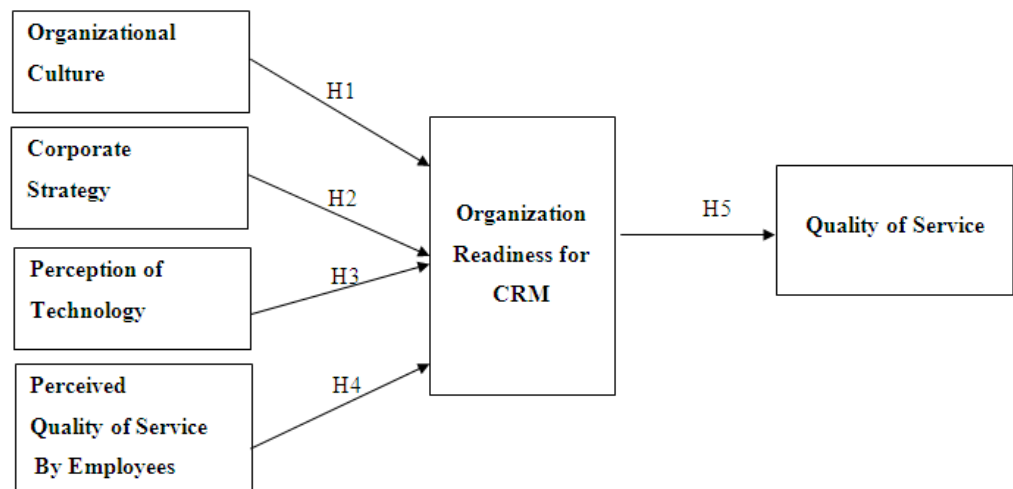 Organizational
Culture
H1
Corporate
Strategy
H2
Perception of
Technology
H3
Perceived
Quality of Service
By Employees
H4
Organization
Readiness for
CRM
H5
Quality of Service